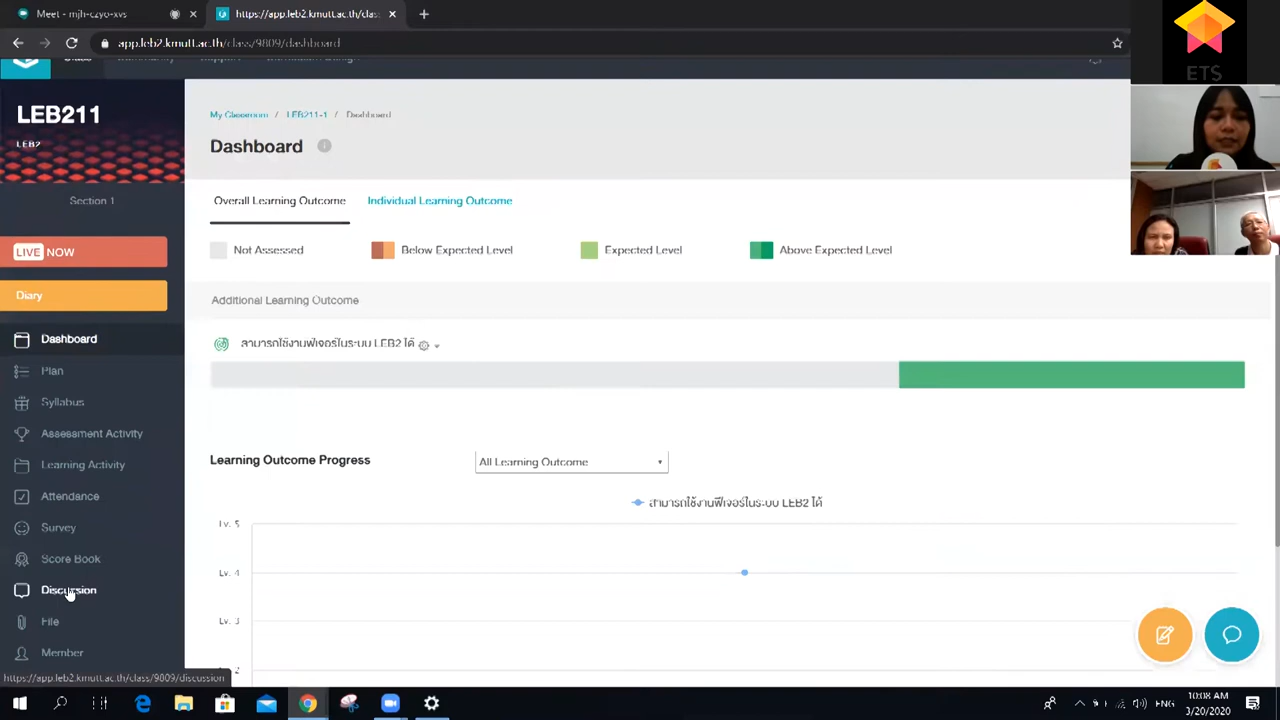 Meet – mjh-czyo-xvs
https://app.leb2.kmutt.ac.th/clas
app.leb2.kmutt.ac.th/class/9809/dashboard
ETS
LEB211
LEB2
Section 1
LIVE NOW
Diary
Dashboard
Plan
Syllabus
Assessment Activity
Learning Activity
Attendance
Survey
Score Book
Discussion
File
Member
https://app.leb2.kmutt.ac.th/class/9809/discussion
My Classroom / LEB211-1 / Dashboard
Dashboard
Overall Learning Outcome Individual Learning Outcome
Not Assessed Below Expected Level Expected Level Above Expected Level
Additional Learning Outcome
สามารถใช้งานฟีเจอร์ในระบบ LEB2 ได้
Learning Outcome Progress All Learning Outcome
สามารถใช้งานฟีเจอร์ในระบบ LEB2 ได้
Lv. 5
Lv. 4
Lv. 3
2
ENG
10:08 AM
3/20/2020